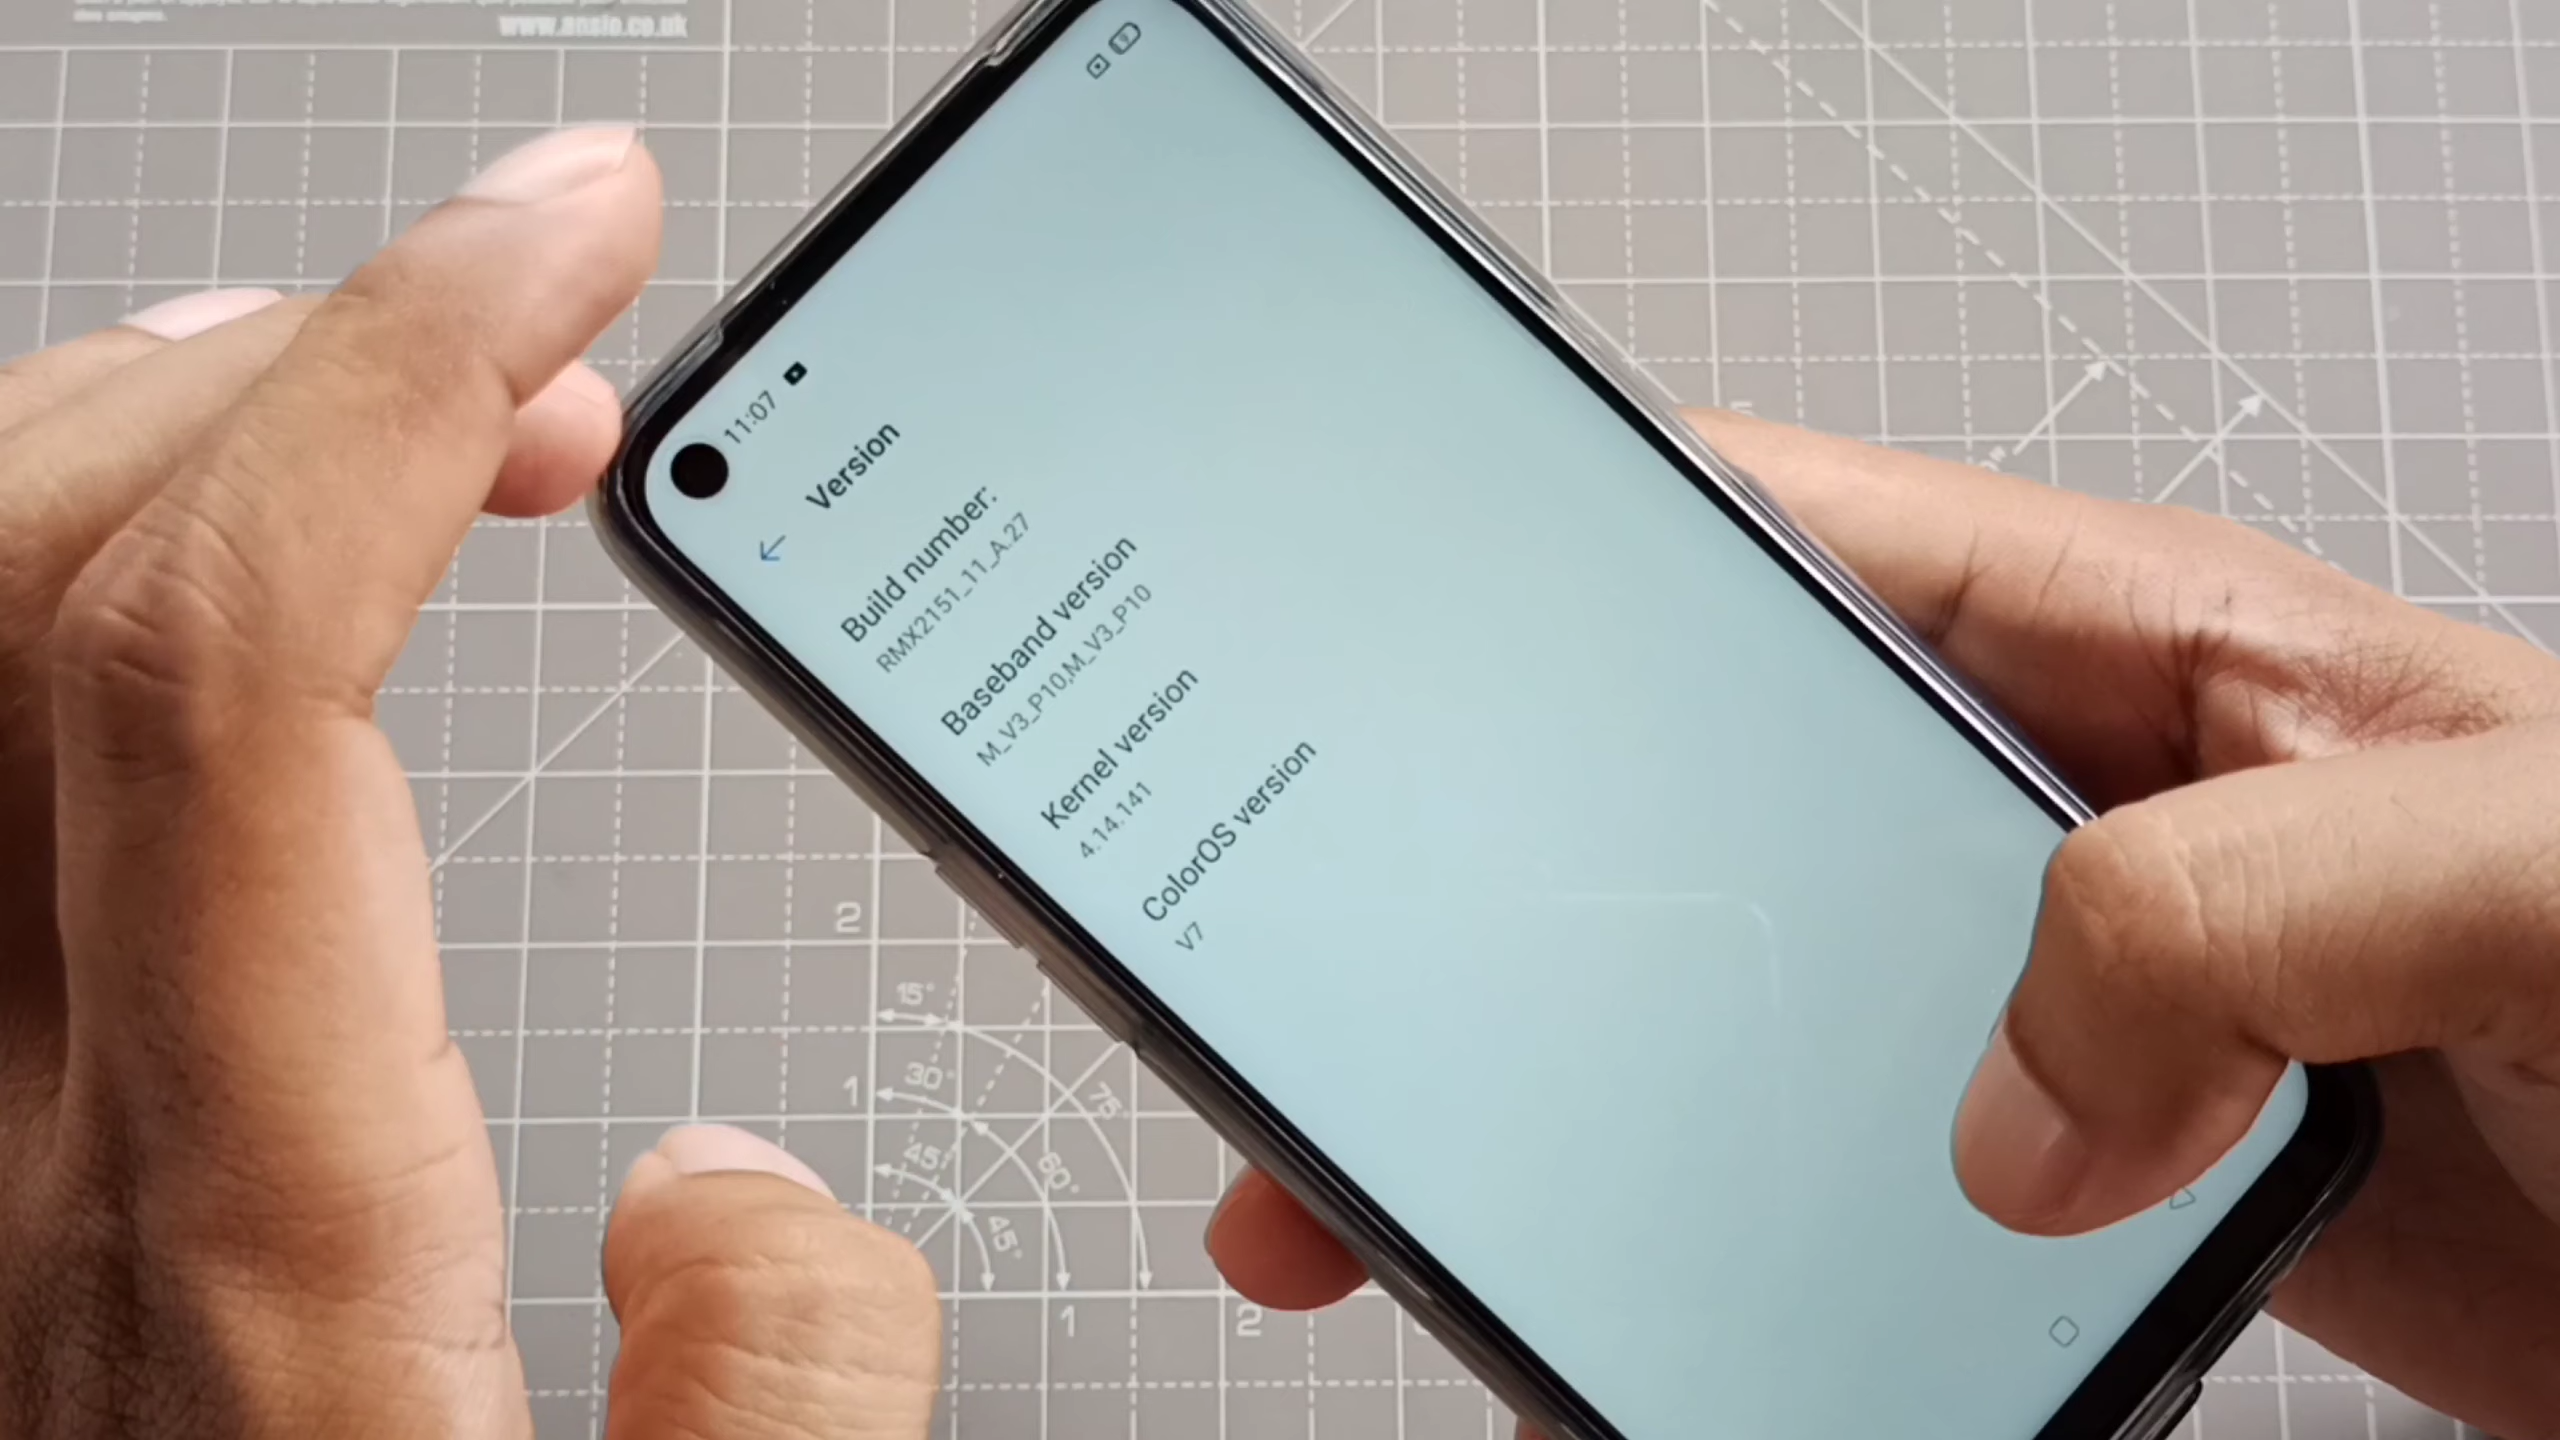 www.ansio.co.uk
11:07
Version
Build number:
RMX2151_11_A.27
Baseband version
M_V3_P10,M_V3_P10
Kernel version
4.14.141
ColorOS version
V7
2
15°
1
30°
75°
45°
60°
45°
1
2